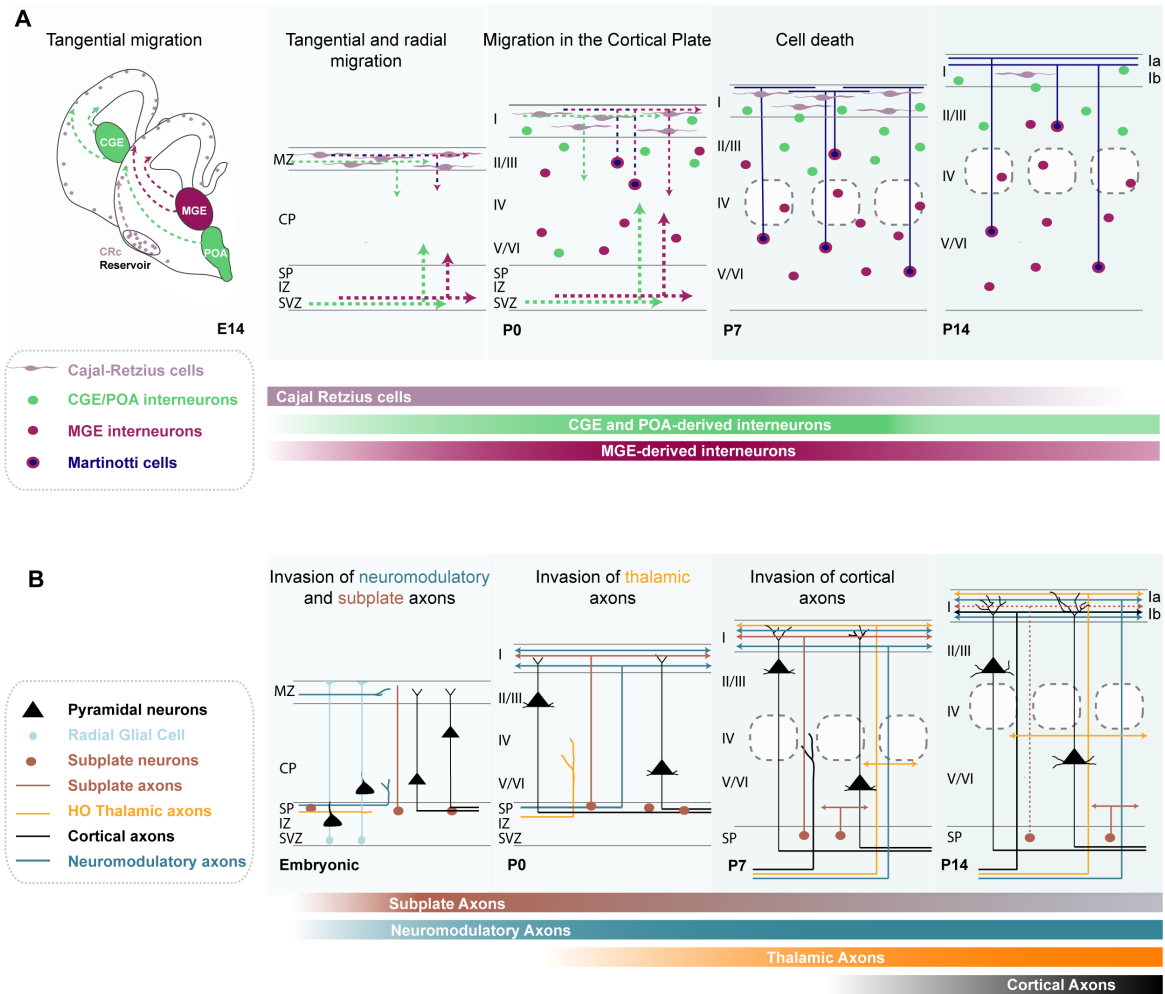 A
Tangential migration
Tangential and radial
migration
Migration in the Cortical Plate
Cell death
CGE
MGE
POA
CRc
Reservoir
E14
MZ
CP
SP
IZ
SVZ
I
II/III
IV
V/VI
SP
IZ
SVZ
P0
I
II/III
IV
V/VI
P7
I
Ia
Ib
II/III
IV
V/VI
P14
Cajal-Retzius cells
CGE/POA interneurons
MGE interneurons
Martinotti cells
Cajal Retzius cells
CGE and POA-derived interneurons
MGE-derived interneurons
B
Invasion of neuromodulatory
and subplate axons
Invasion of thalamic
axons
Invasion of cortical
axons
MZ
CP
SP
IZ
SVZ
Embryonic
I
II/III
IV
V/VI
SP
IZ
SVZ
P0
I
II/III
IV
V/VI
SP
P7
I
Ia
Ib
II/III
IV
V/VI
SP
P14
Pyramidal neurons
Radial Glial Cell
Subplate neurons
Subplate axons
HO Thalamic axons
Cortical axons
Neuromodulatory axons
Subplate Axons
Neuromodulatory Axons
Thalamic Axons
Cortical Axons